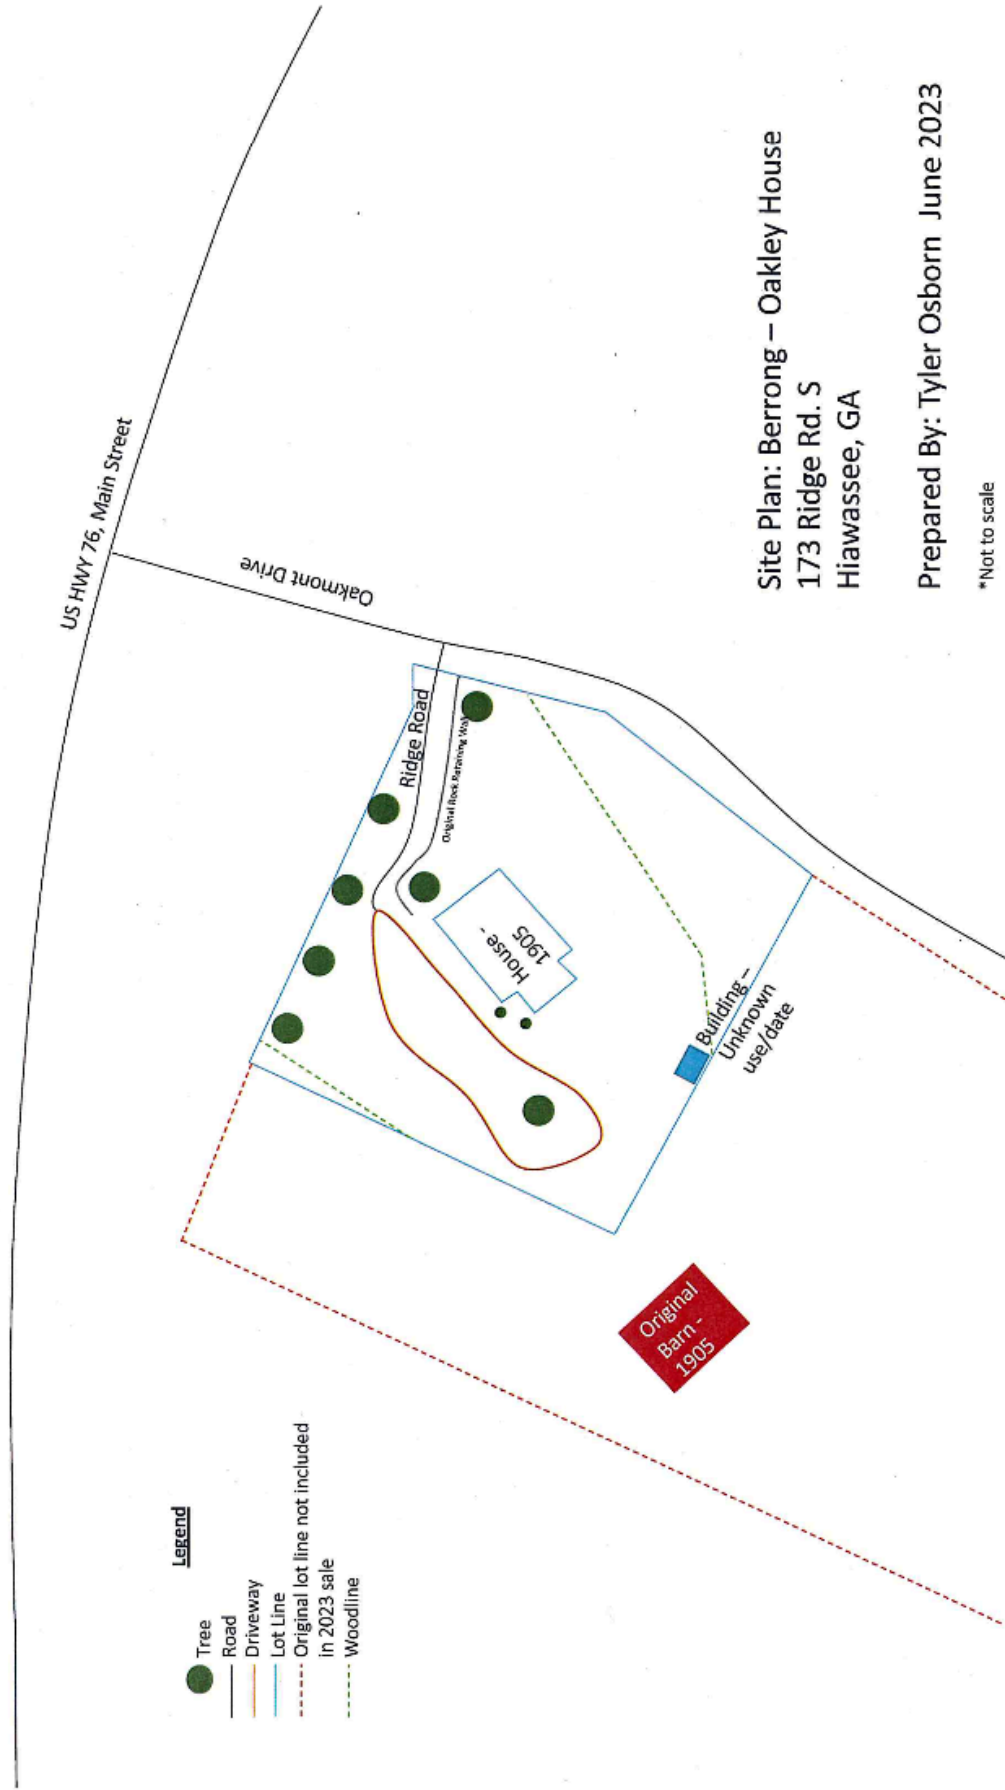 US HWY 76, Main Street
Oakmont Drive
Ridge Road
Original Rock Retaining Wall
House -
1905
Building –
Unknown
use/date
Original
Barn -
1905
Legend
Tree
Road
Driveway
Lot Line
Original lot line not included
in 2023 sale
Woodline
Site Plan: Berrong – Oakley House
173 Ridge Rd. S
Hiawassee, GA
Prepared By: Tyler Osborn  June 2023
*Not to scale